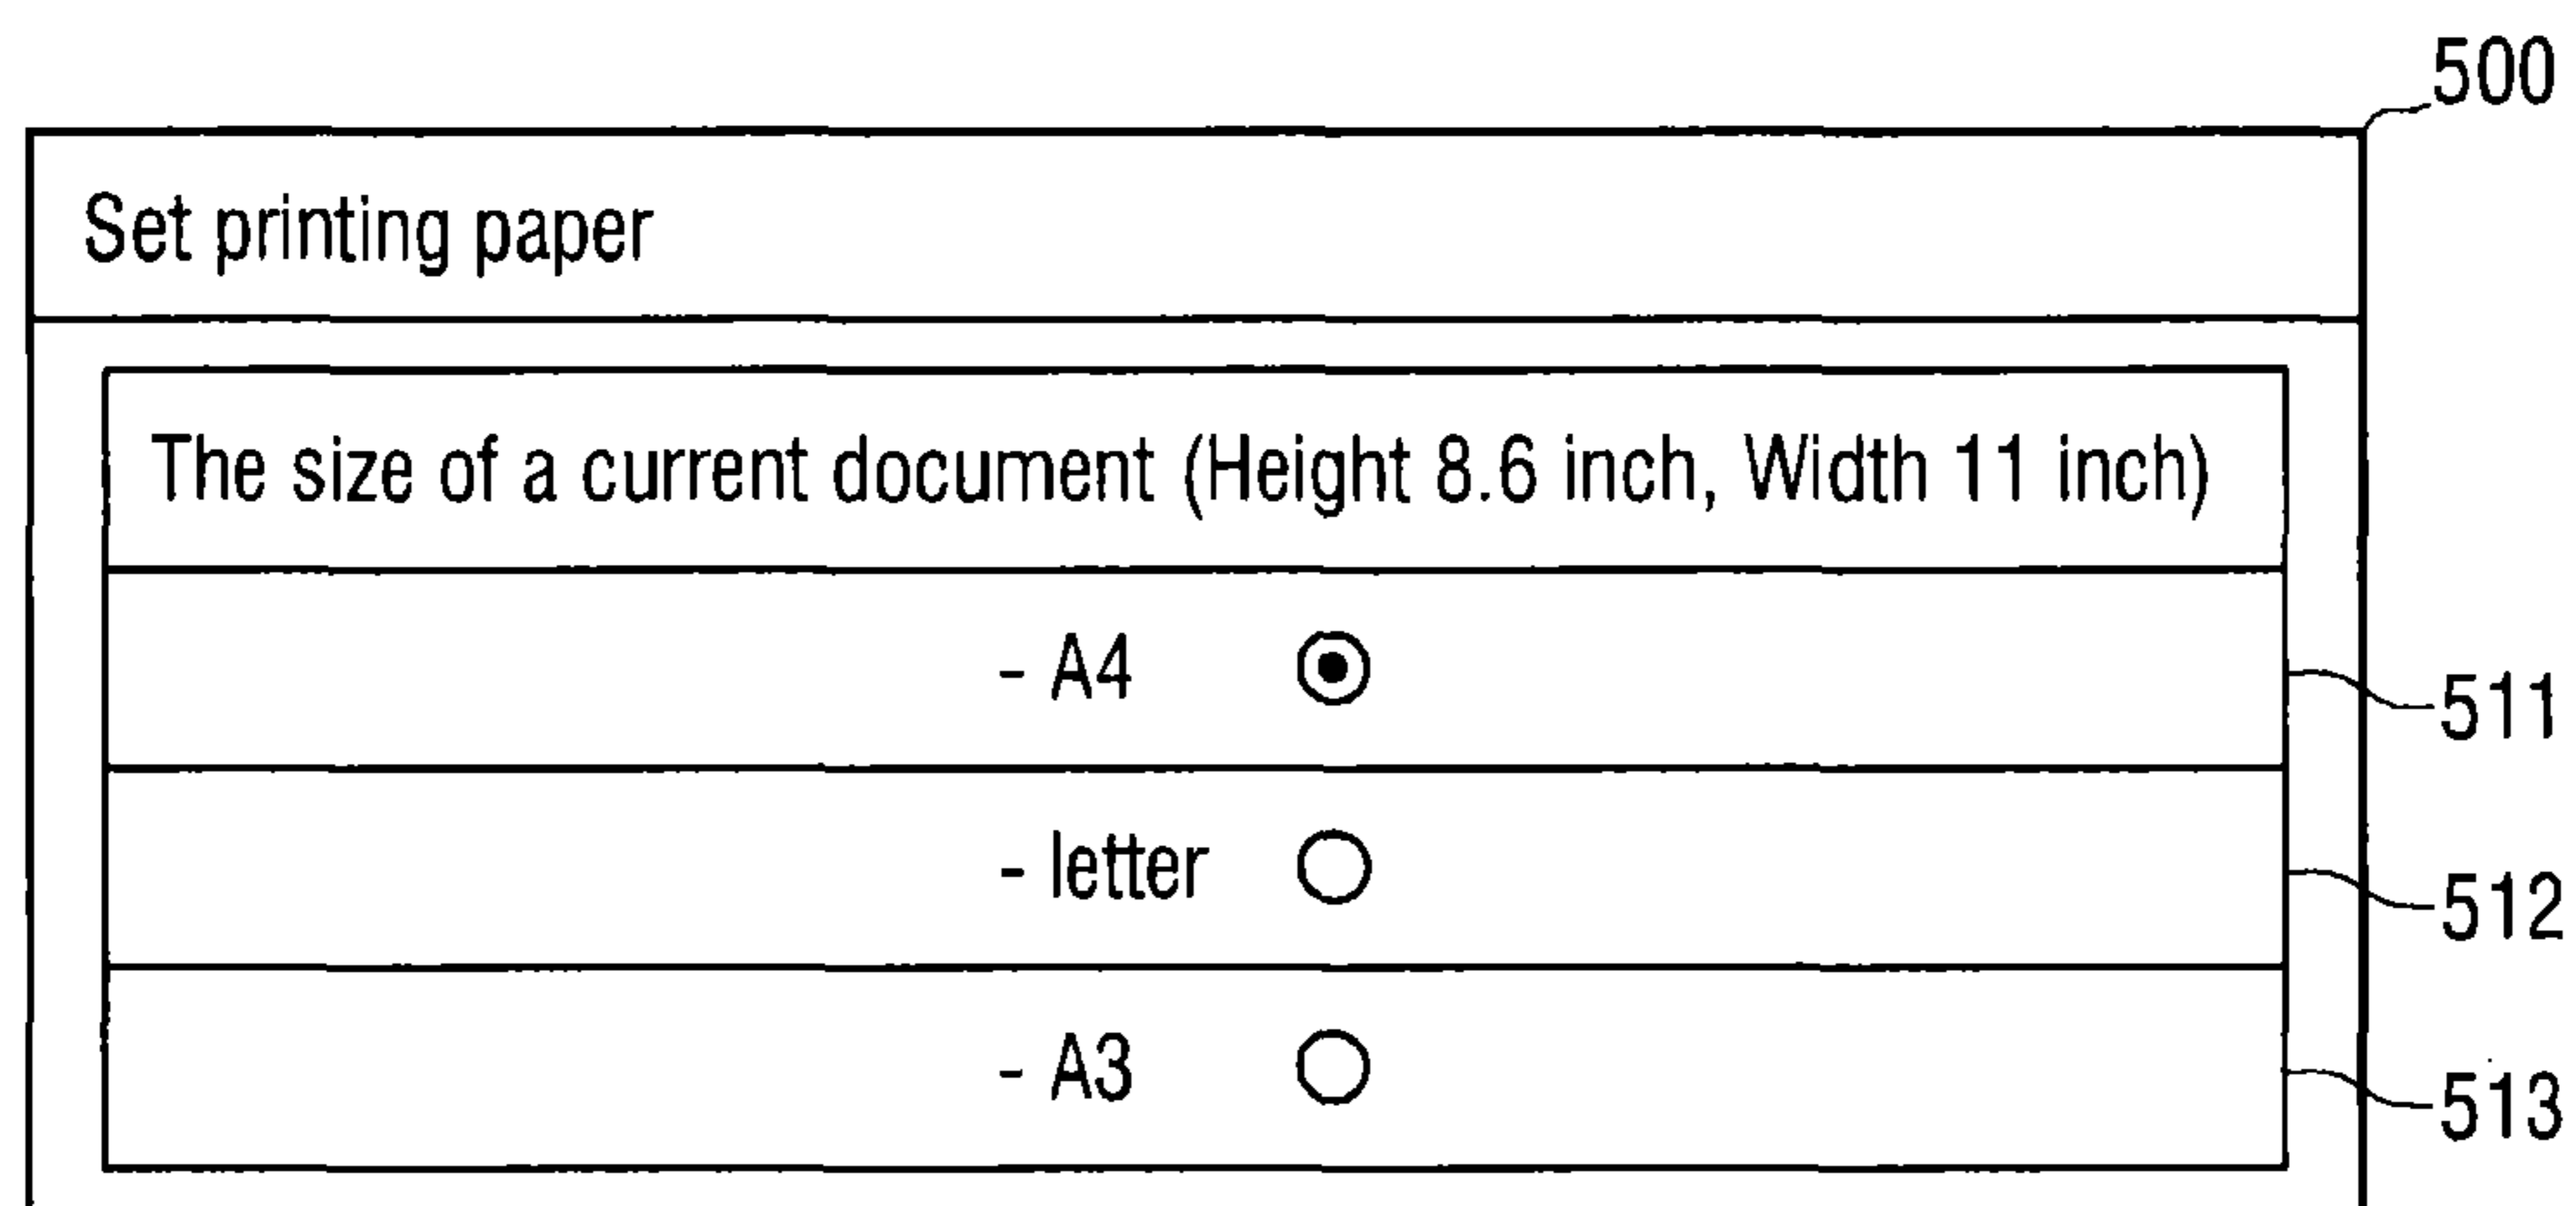 500
Set printing paper
The size of a current document (Height 8.6 inch, Width 11 inch)
- A4
511
- letter
512
- A3
513